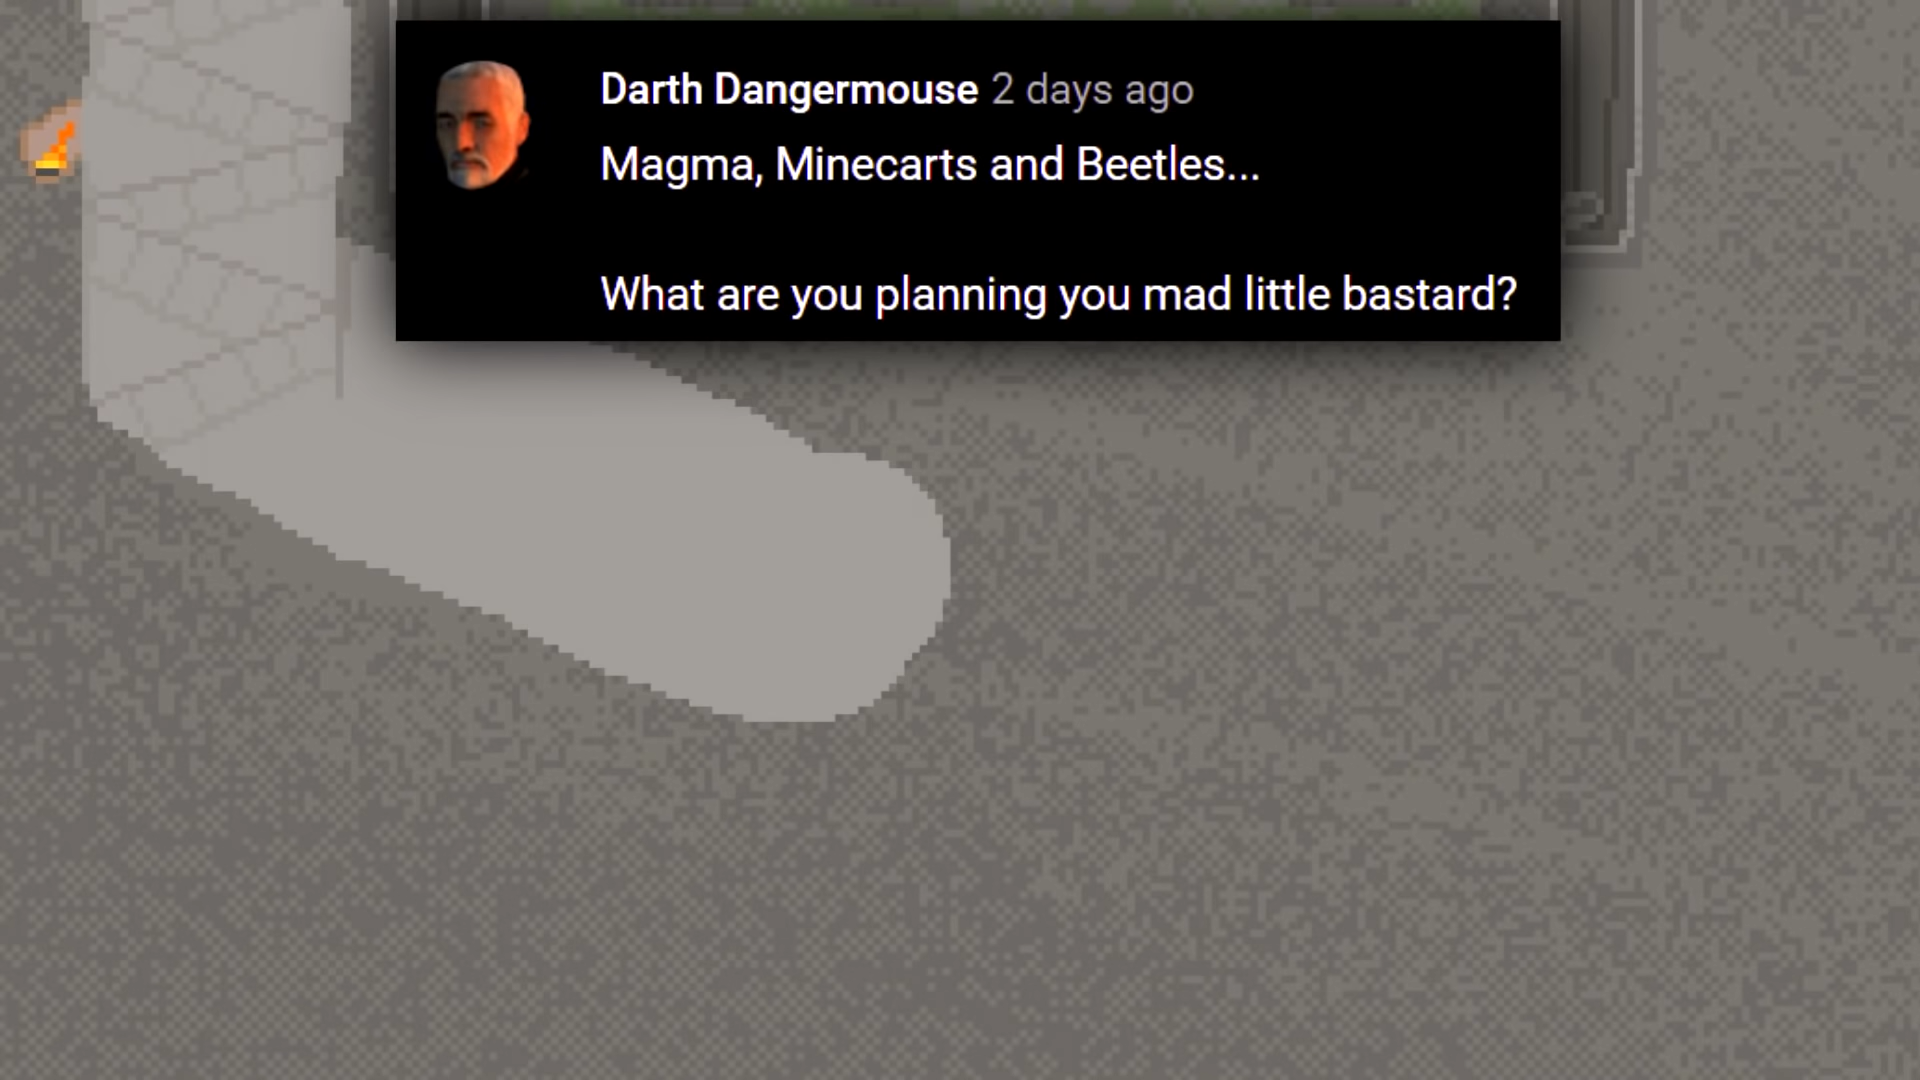 Darth Dangermouse 2 days ago
Magma, Minecarts and Beetles...
What are you planning you mad little bastard?